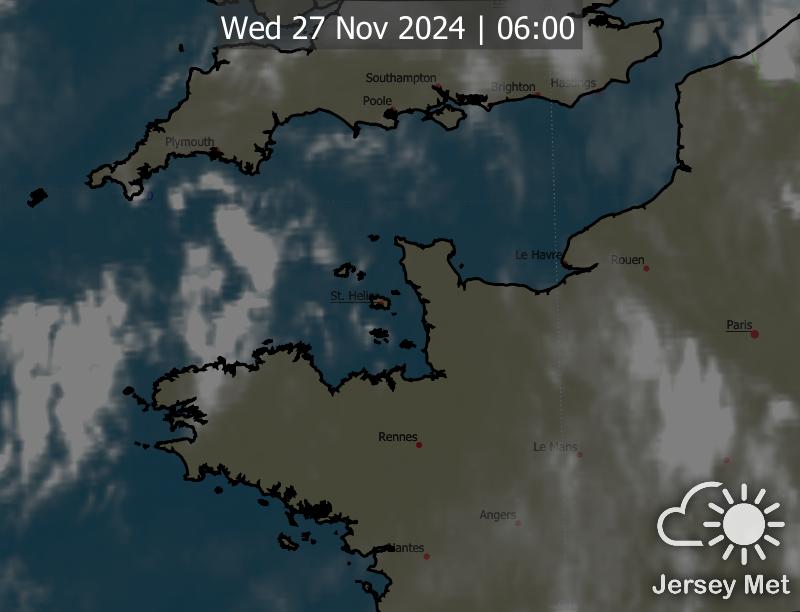 Wed 27 Nov 2024 | 06:00
Southampton
Brighton
Hastings
Poole
Plymouth
Le Havre
Rouen
St. Helier
Paris
Rennes
Le Mans
Angers
Nantes
Jersey Met